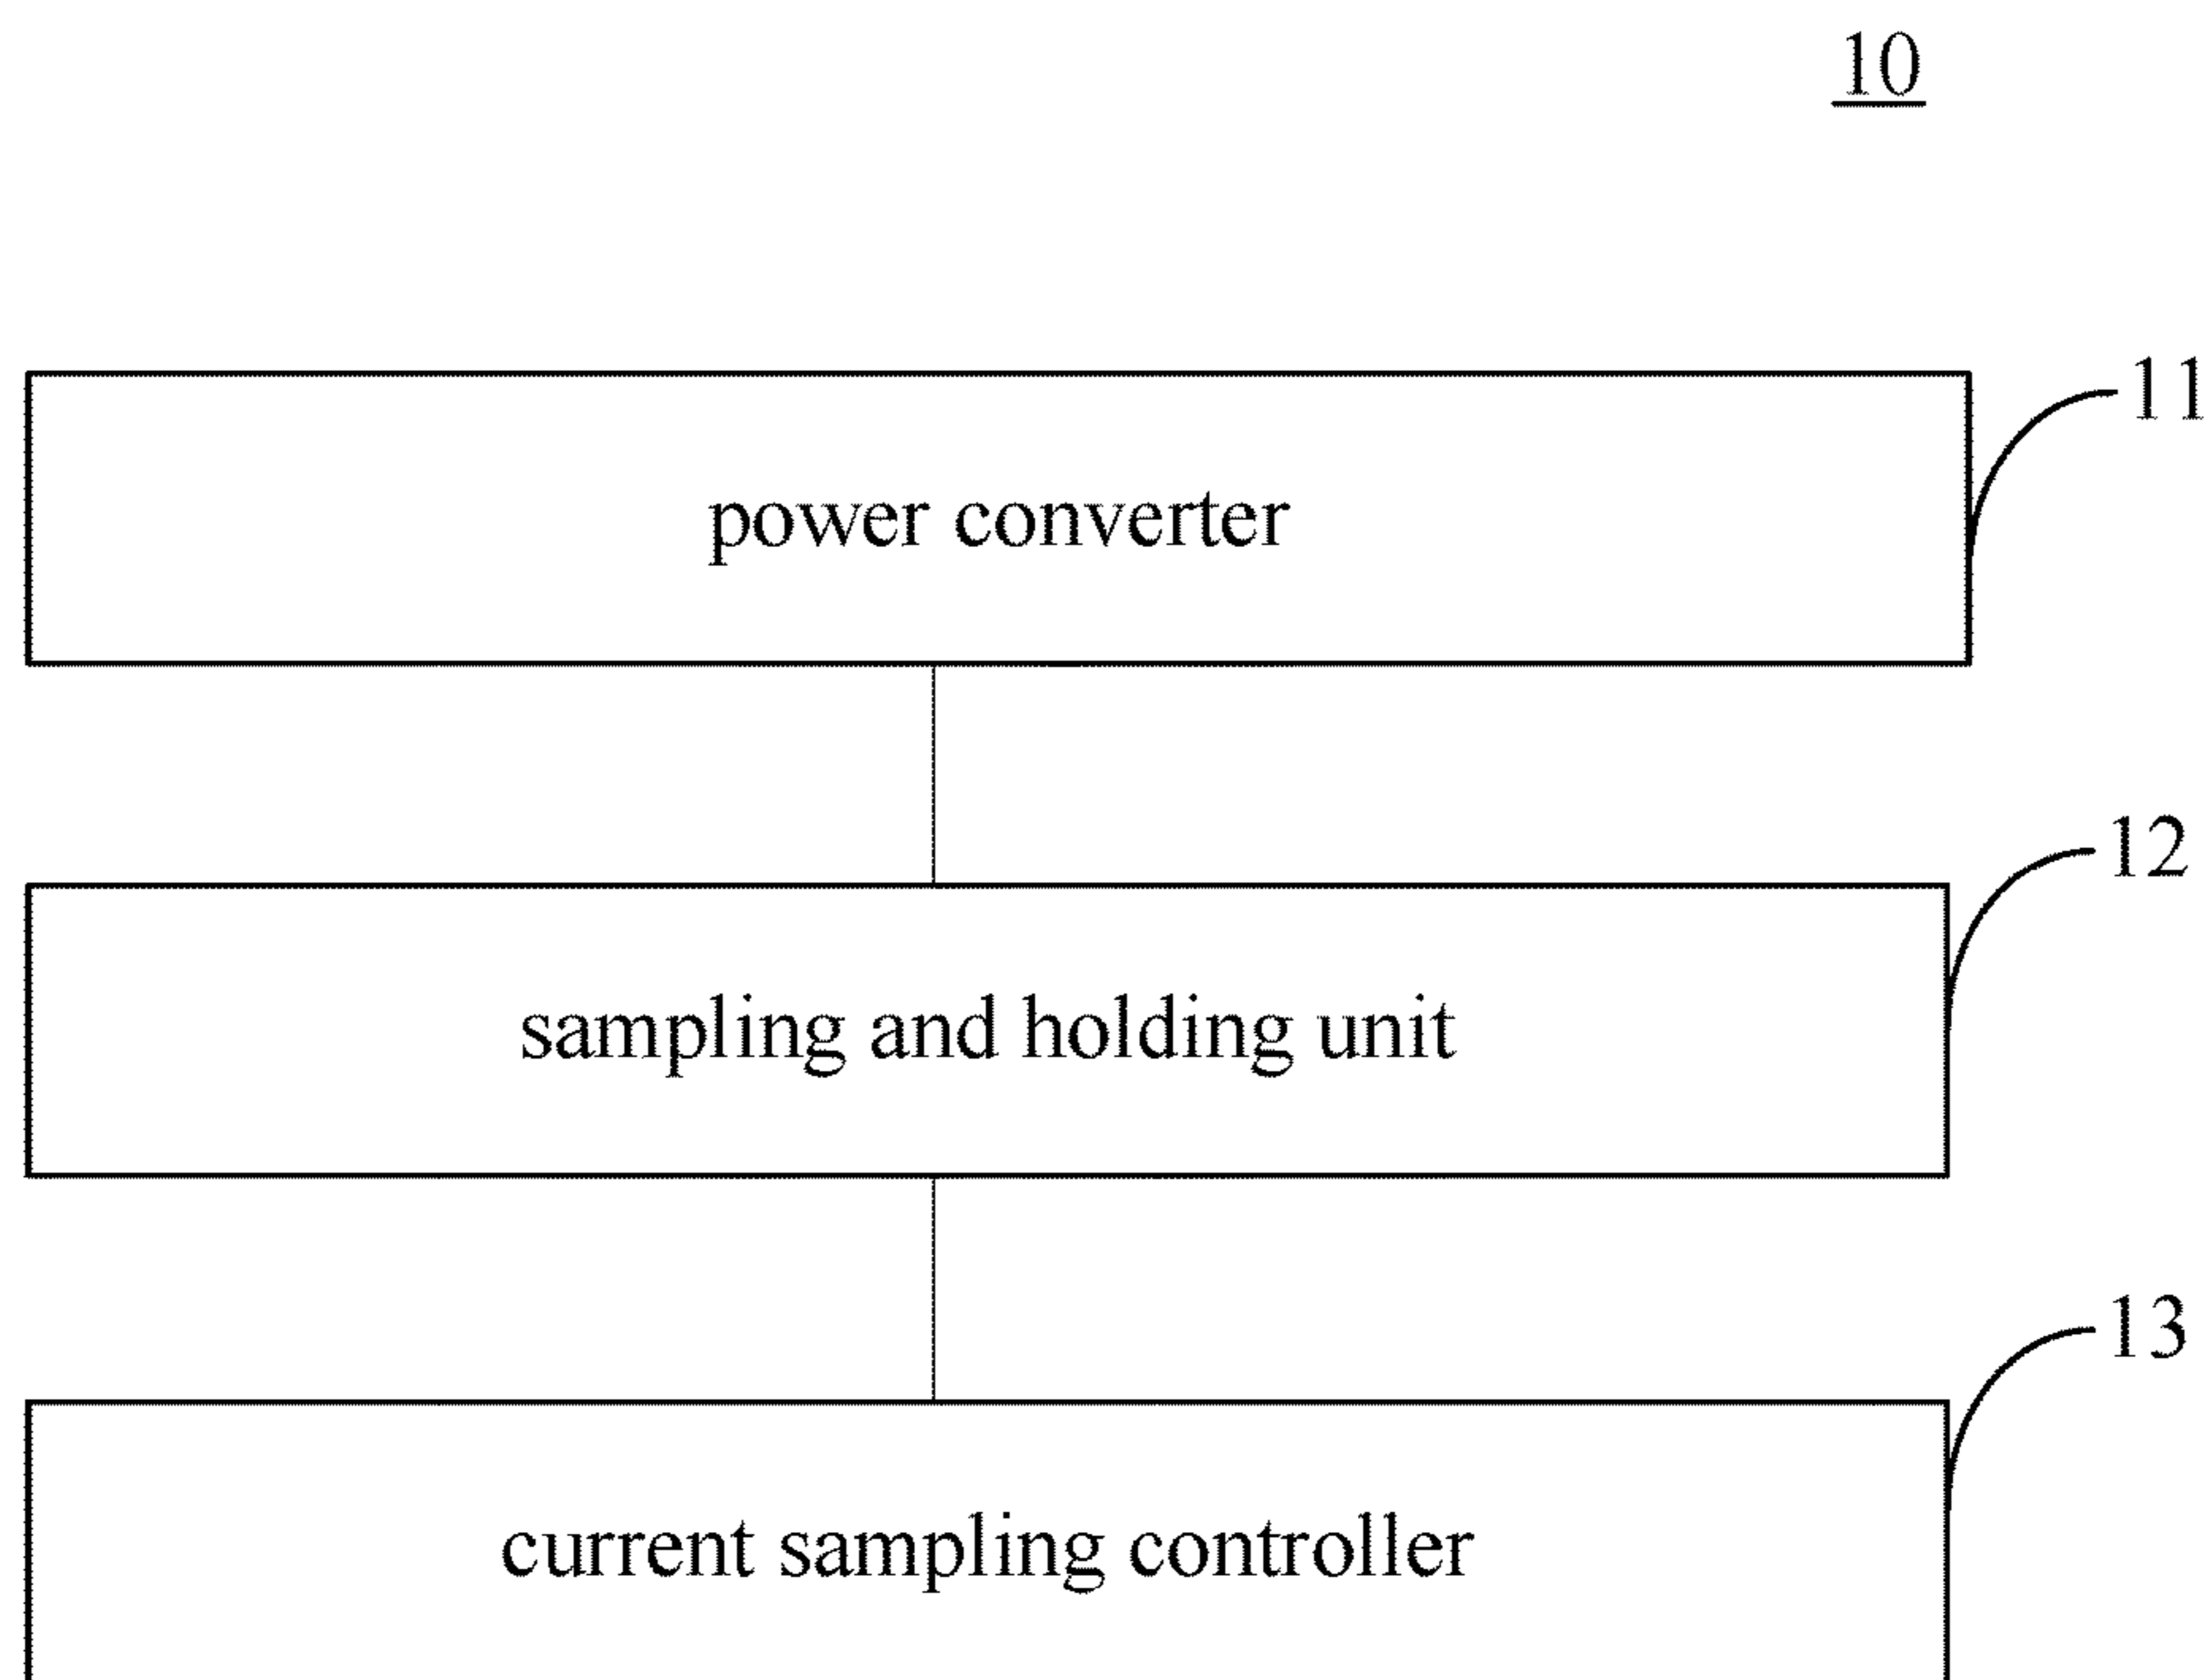 10
11
power converter
12
sampling and holding unit
13
current sampling controller